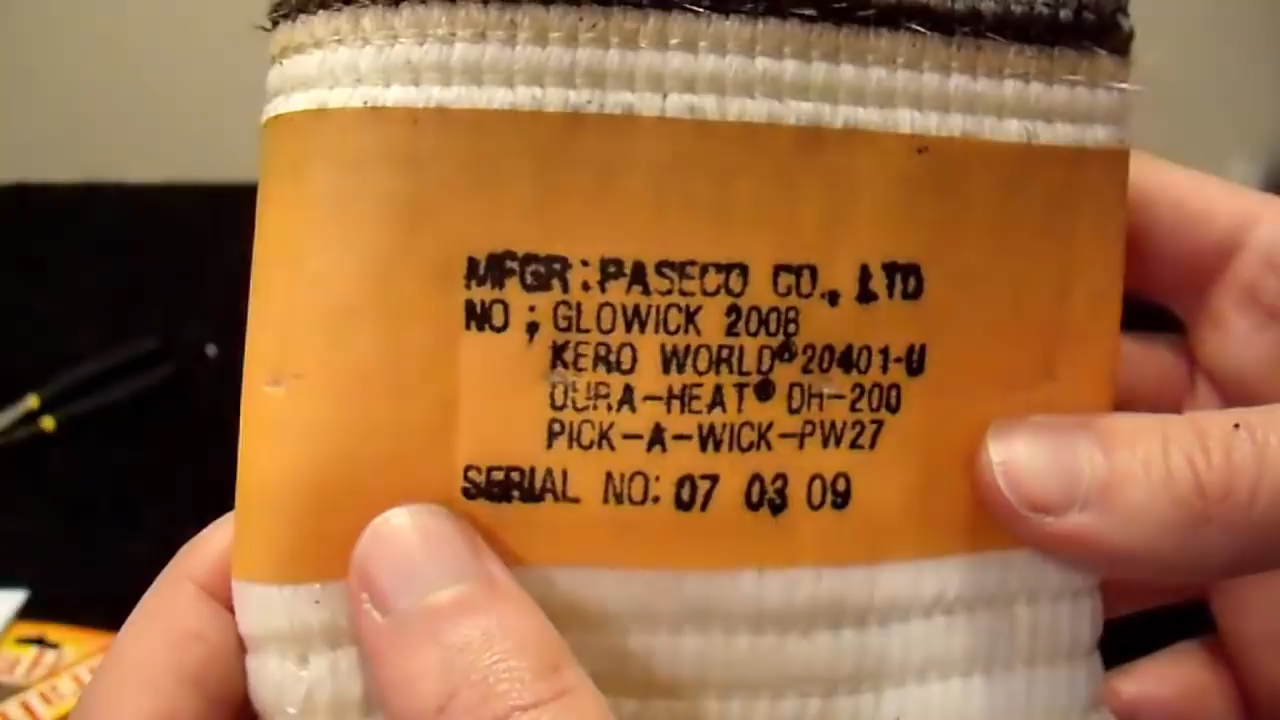 MFGR: PASECO CO., LTD
NO ; GLOWICK 2008
KERO WORLD® 20401-U
DURA-HEAT® DH-200
PICK-A-WICK-PW27
SERIAL NO: 07 03 09